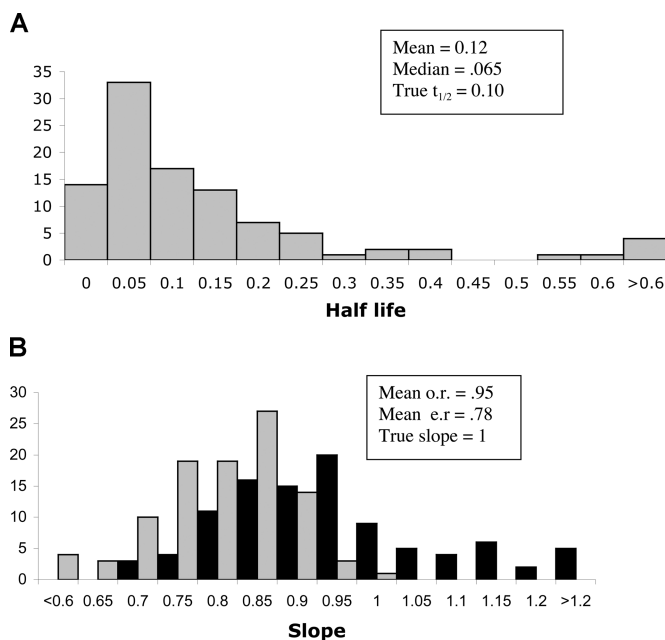 A
Mean = 0.12
Median = .065
True t1/2 = 0.10
35
30
25
20
15
10
5
0
0 0.05 0.1 0.15 0.2 0.25 0.3 0.35 0.4 0.45 0.5 0.55 0.6 >0.6
Half life
B
Mean o.r. = .95
Mean e.r = .78
True slope = 1
30
25
20
15
10
5
0
<0.6 0.65 0.7 0.75 0.8 0.85 0.9 0.95 1 1.05 1.1 1.15 1.2 >1.2
Slope